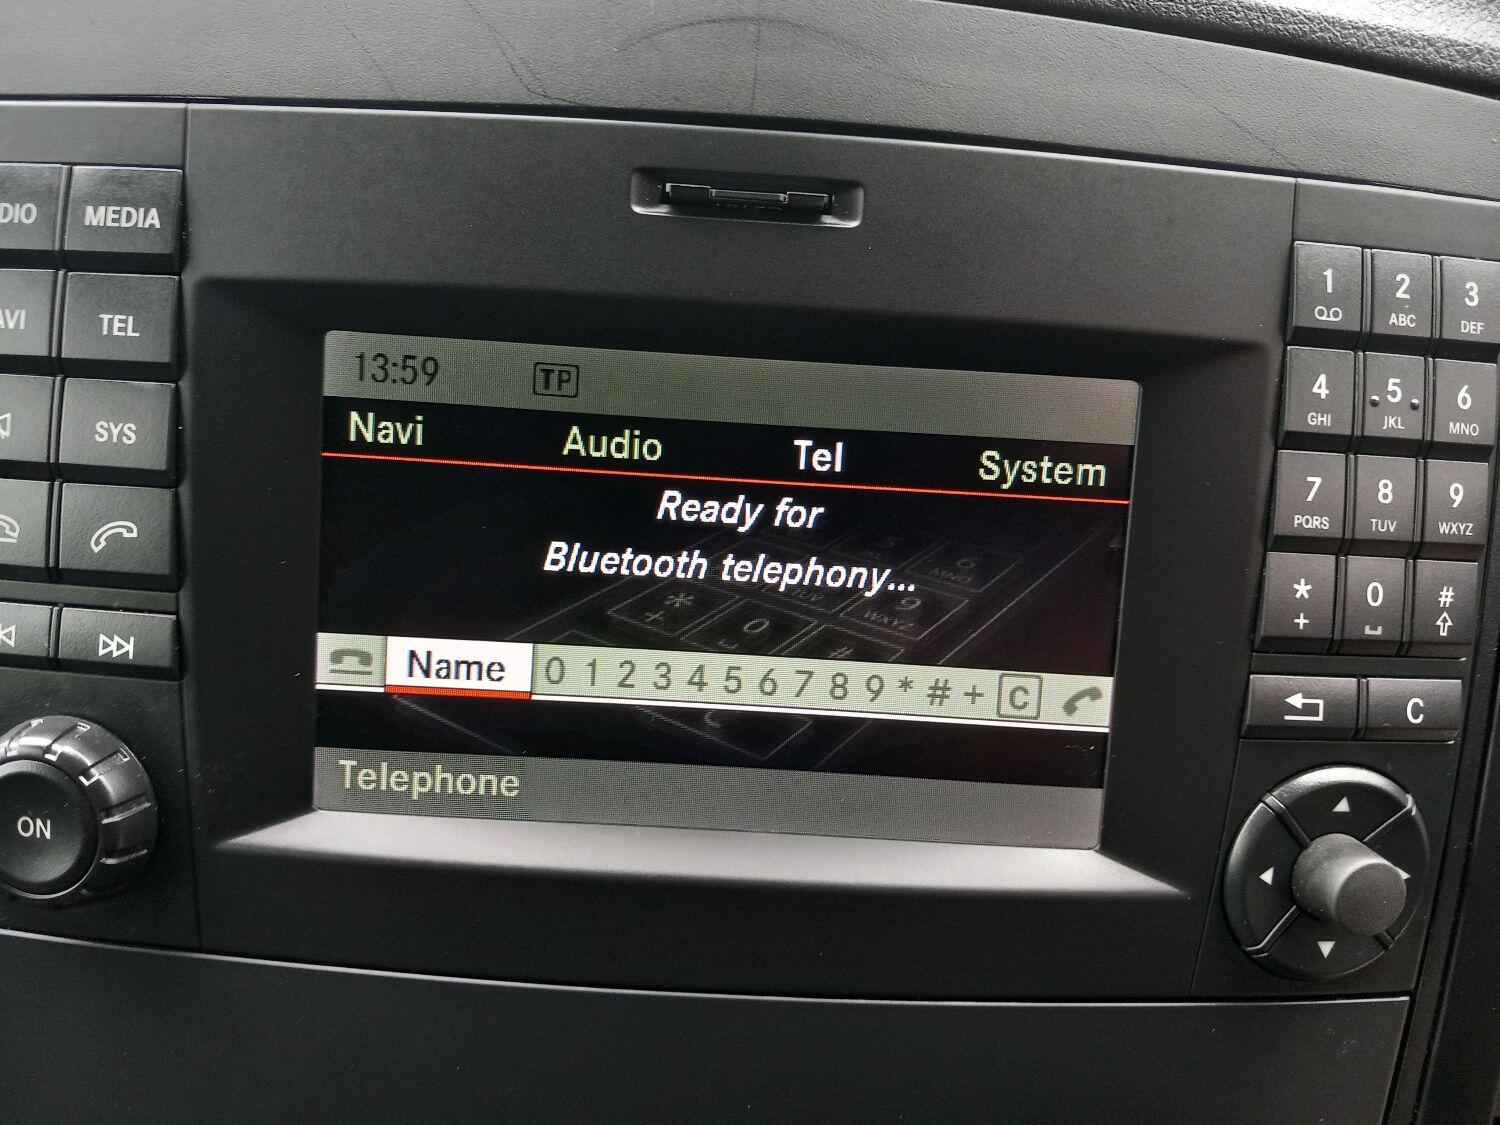 DIO MEDIA
AVI TEL
SYS
ON
13:59 TP
Navi Audio Tel System
Ready for
Bluetooth telephony...
Name 0 1 2 3 4 5 6 7 8 9 * # + C
Telephone
1 2 ABC 3 DEF
4 GHI 5 JKL 6 MNO
7 PQRS 8 TUV 9 WXYZ
* + 0 #
C